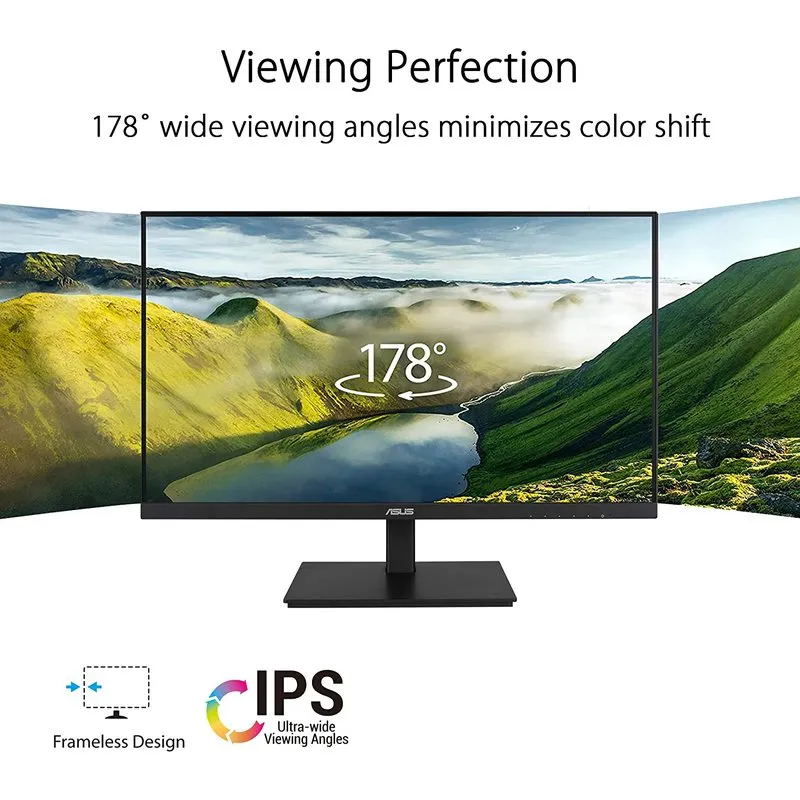 Viewing Perfection
178° wide viewing angles minimizes color shift
178°
ASUS
Frameless Design
IPS
Ultra-wide
Viewing Angles